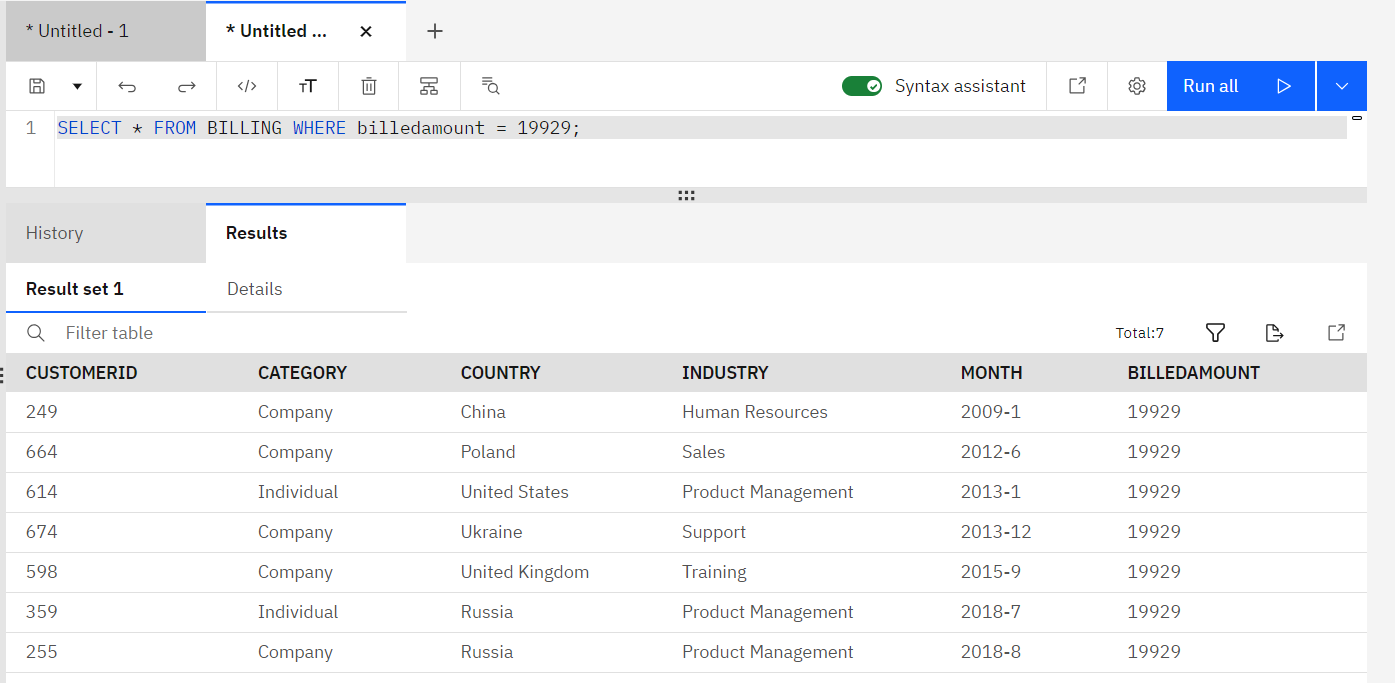 * Untitled - 1 * Untitled ...
Syntax assistant Run all
1 SELECT * FROM BILLING WHERE billedamount = 19929;
History Results
Result set 1 Details
Filter table Total:7
CUSTOMERID CATEGORY COUNTRY INDUSTRY MONTH BILLEDAMOUNT
249 Company China Human Resources 2009-1 19929
664 Company Poland Sales 2012-6 19929
614 Individual United States Product Management 2013-1 19929
674 Company Ukraine Support 2013-12 19929
598 Company United Kingdom Training 2015-9 19929
359 Individual Russia Product Management 2018-7 19929
255 Company Russia Product Management 2018-8 19929